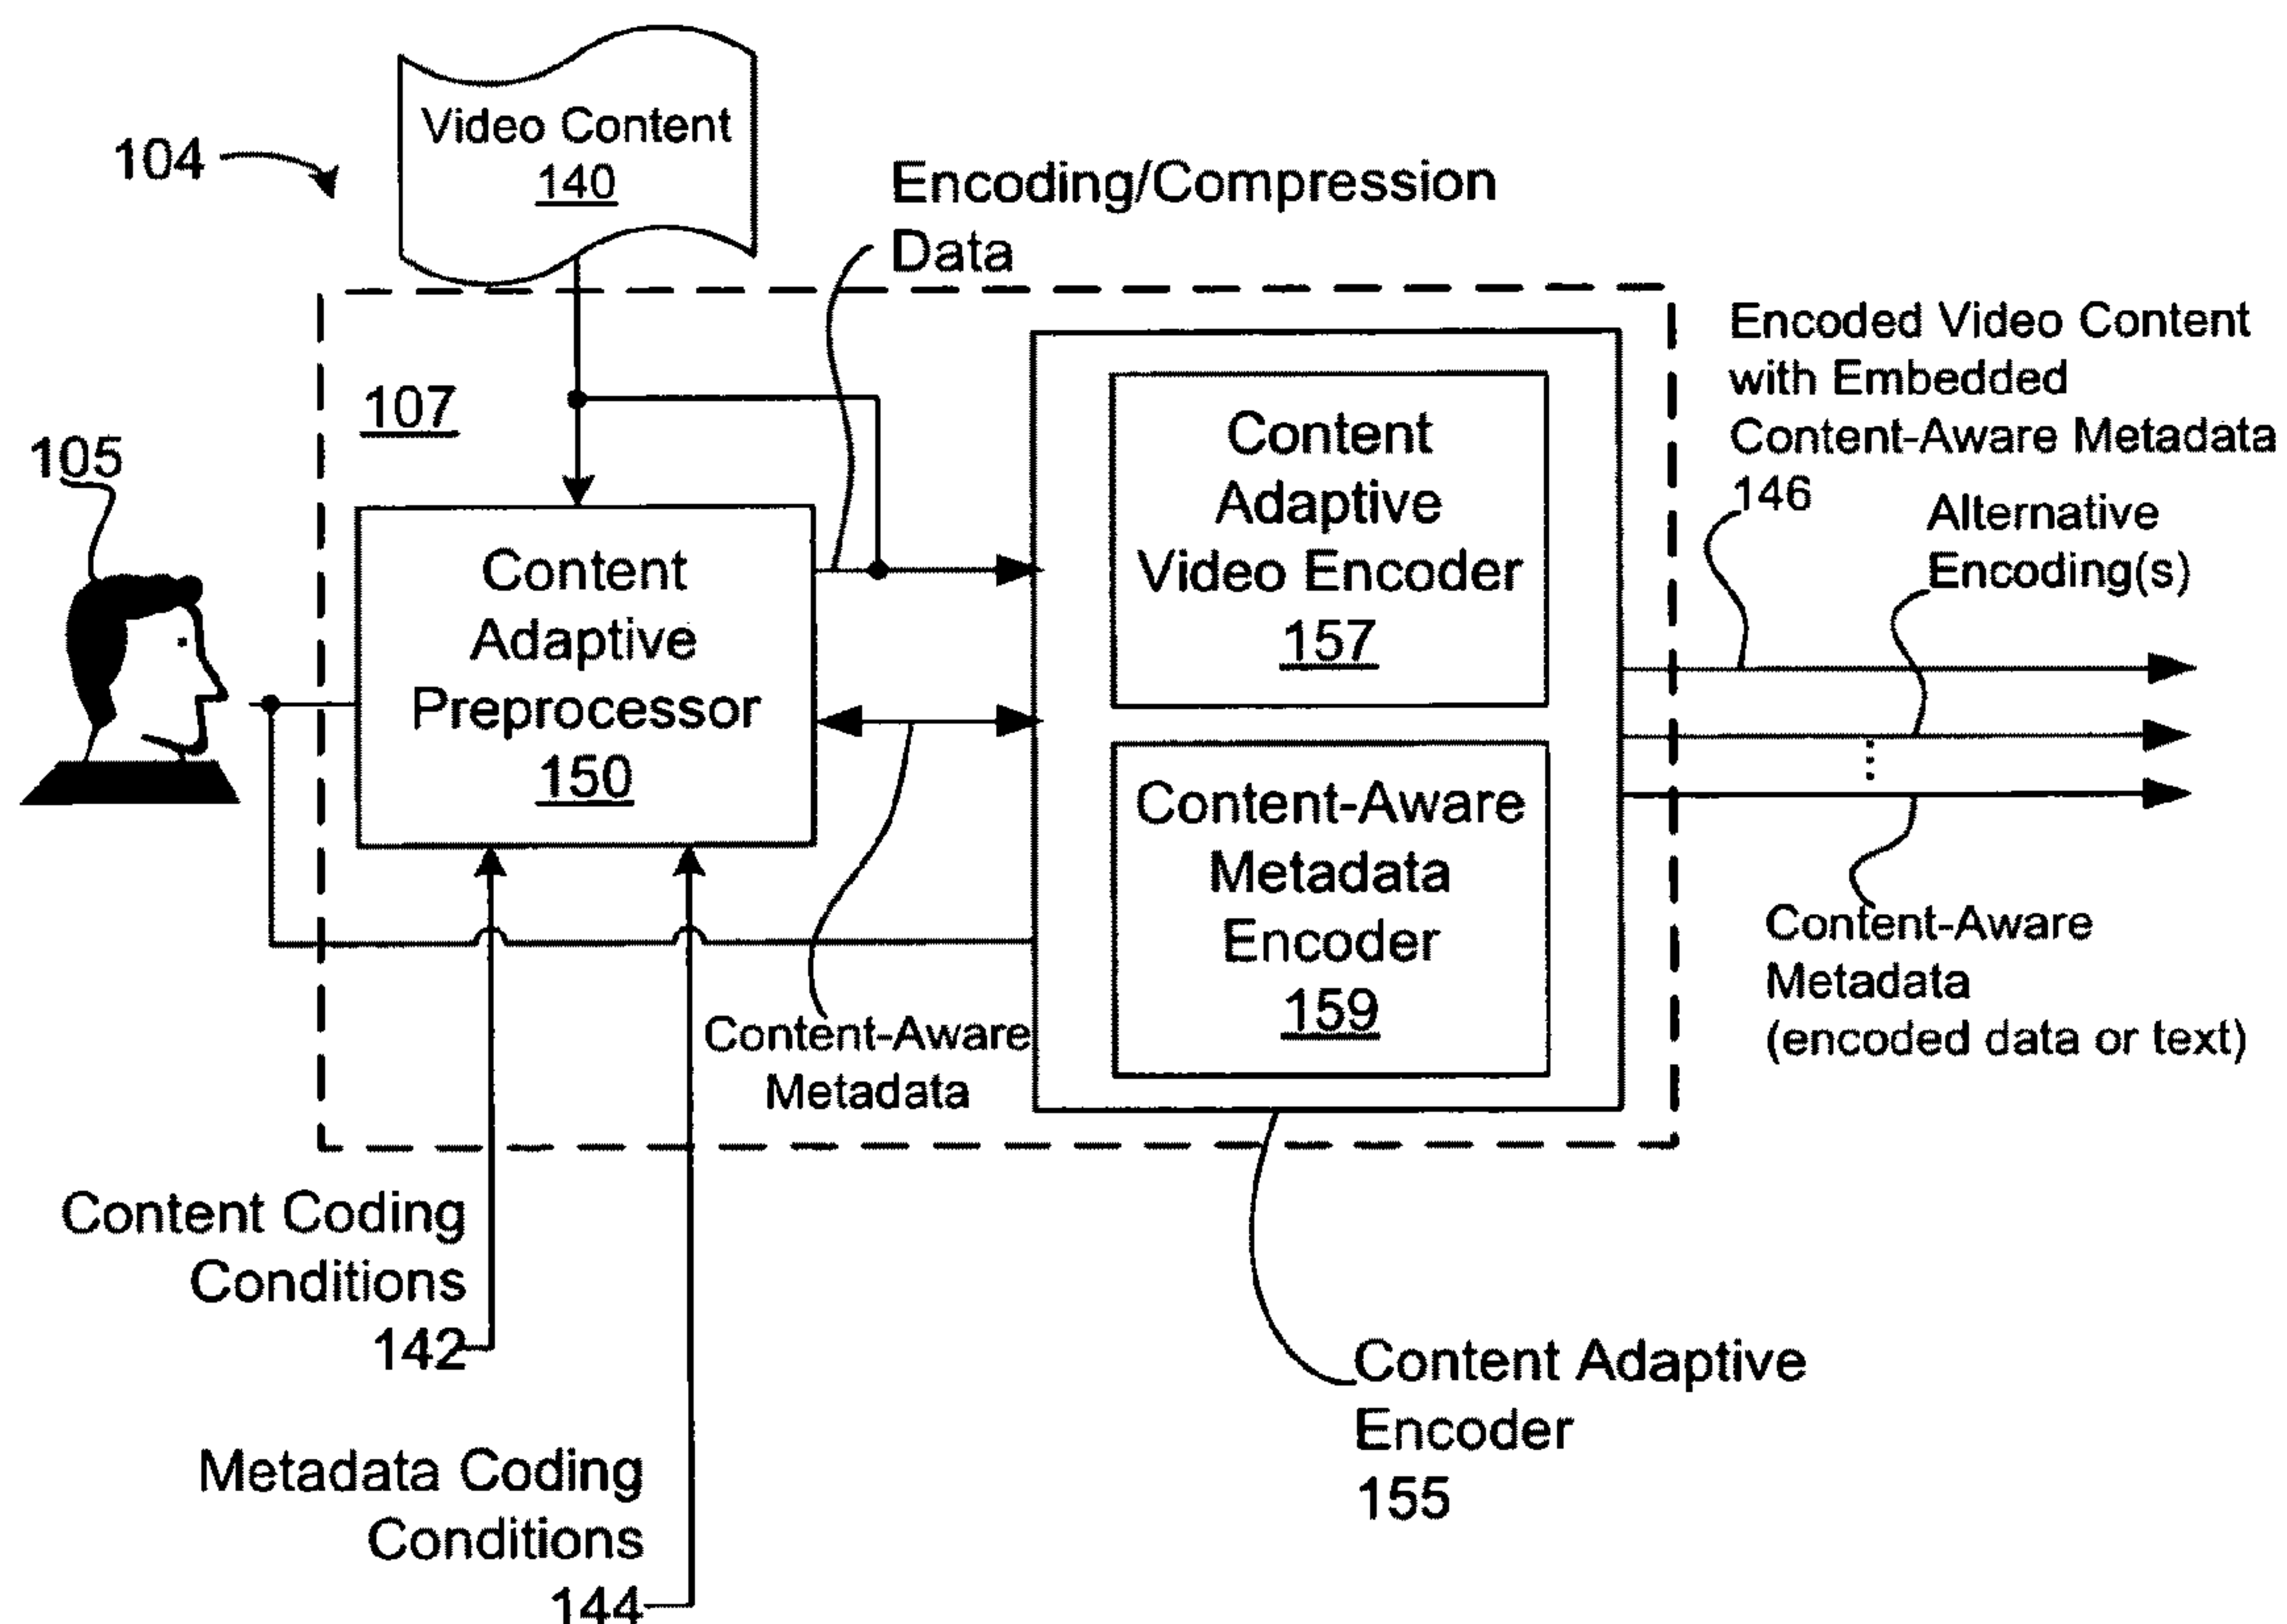 Video Content
140
104
Encoding/Compression
Data
107
105
Content
Adaptive
Preprocessor
150
Content
Adaptive
Video Encoder
157
Content-Aware
Metadata
Encoder
159
Encoded Video Content
with Embedded
Content-Aware Metadata
146
Alternative
Encoding(s)
Content-Aware
Metadata
(encoded data or text)
Content-Aware
Metadata
Content Coding
Conditions
142
Metadata Coding
Conditions
144
Content Adaptive
Encoder
155